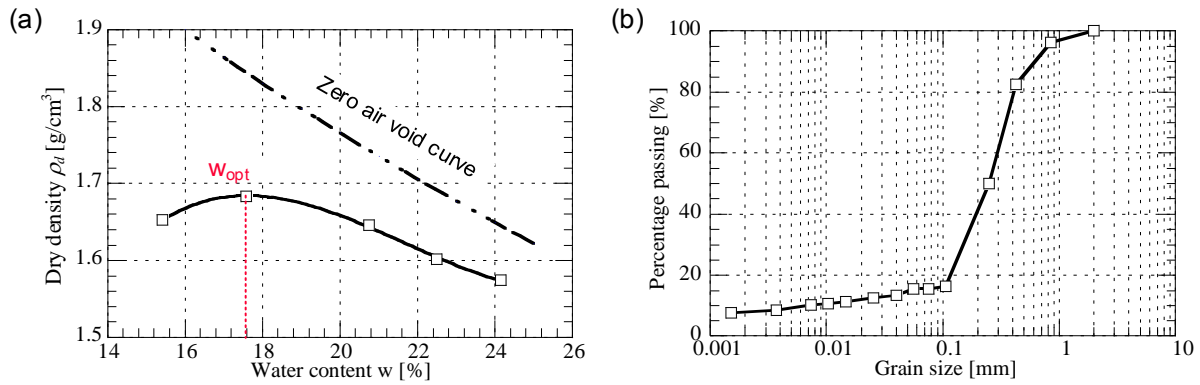 (a)
1.9
1.8
1.7
1.6
1.5
Dry density ρd [g/cm3]
Zero air void curve
wopt
14 16 18 20 22 24 26
Water content w [%]
(b)
100
80
60
40
20
0
Percentage passing [%]
0.001 0.01 0.1 1 10
Grain size [mm]